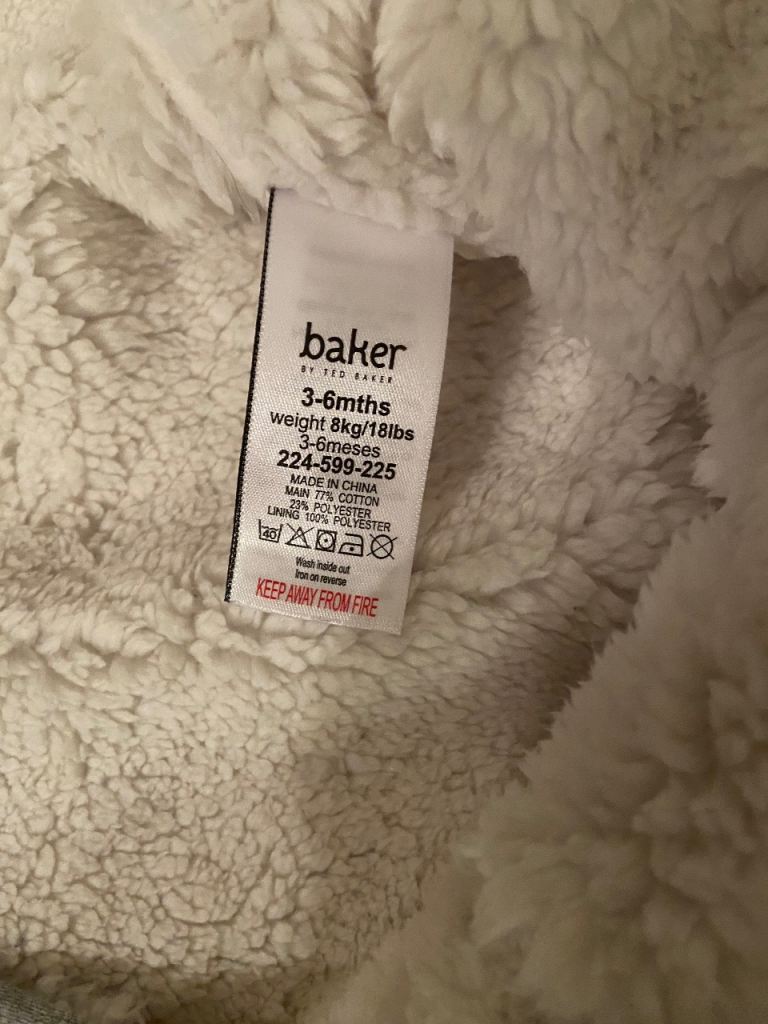 baker
BY TED BAKER
3-6mths
weight 8kg/18lbs
3-6meses
224-599-225
MADE IN CHINA
MAIN 77% COTTON
23% POLYESTER
LINING 100% POLYESTER
40
Wash inside out
Iron on reverse
KEEP AWAY FROM FIRE